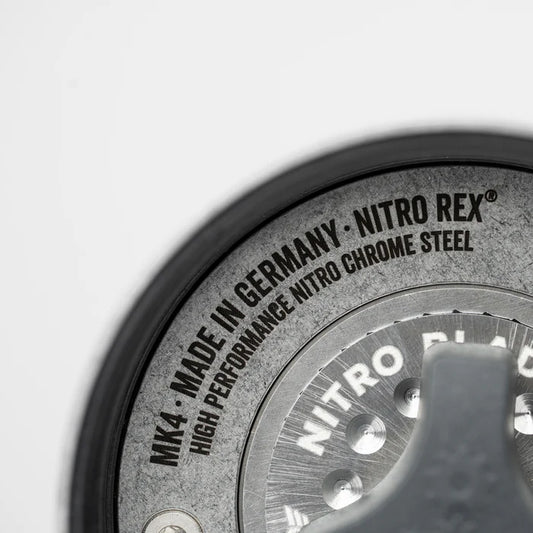 MK4 · MADE IN GERMANY · NITRO REX®
HIGH PERFORMANCE NITRO CHROME STEEL
NITRO